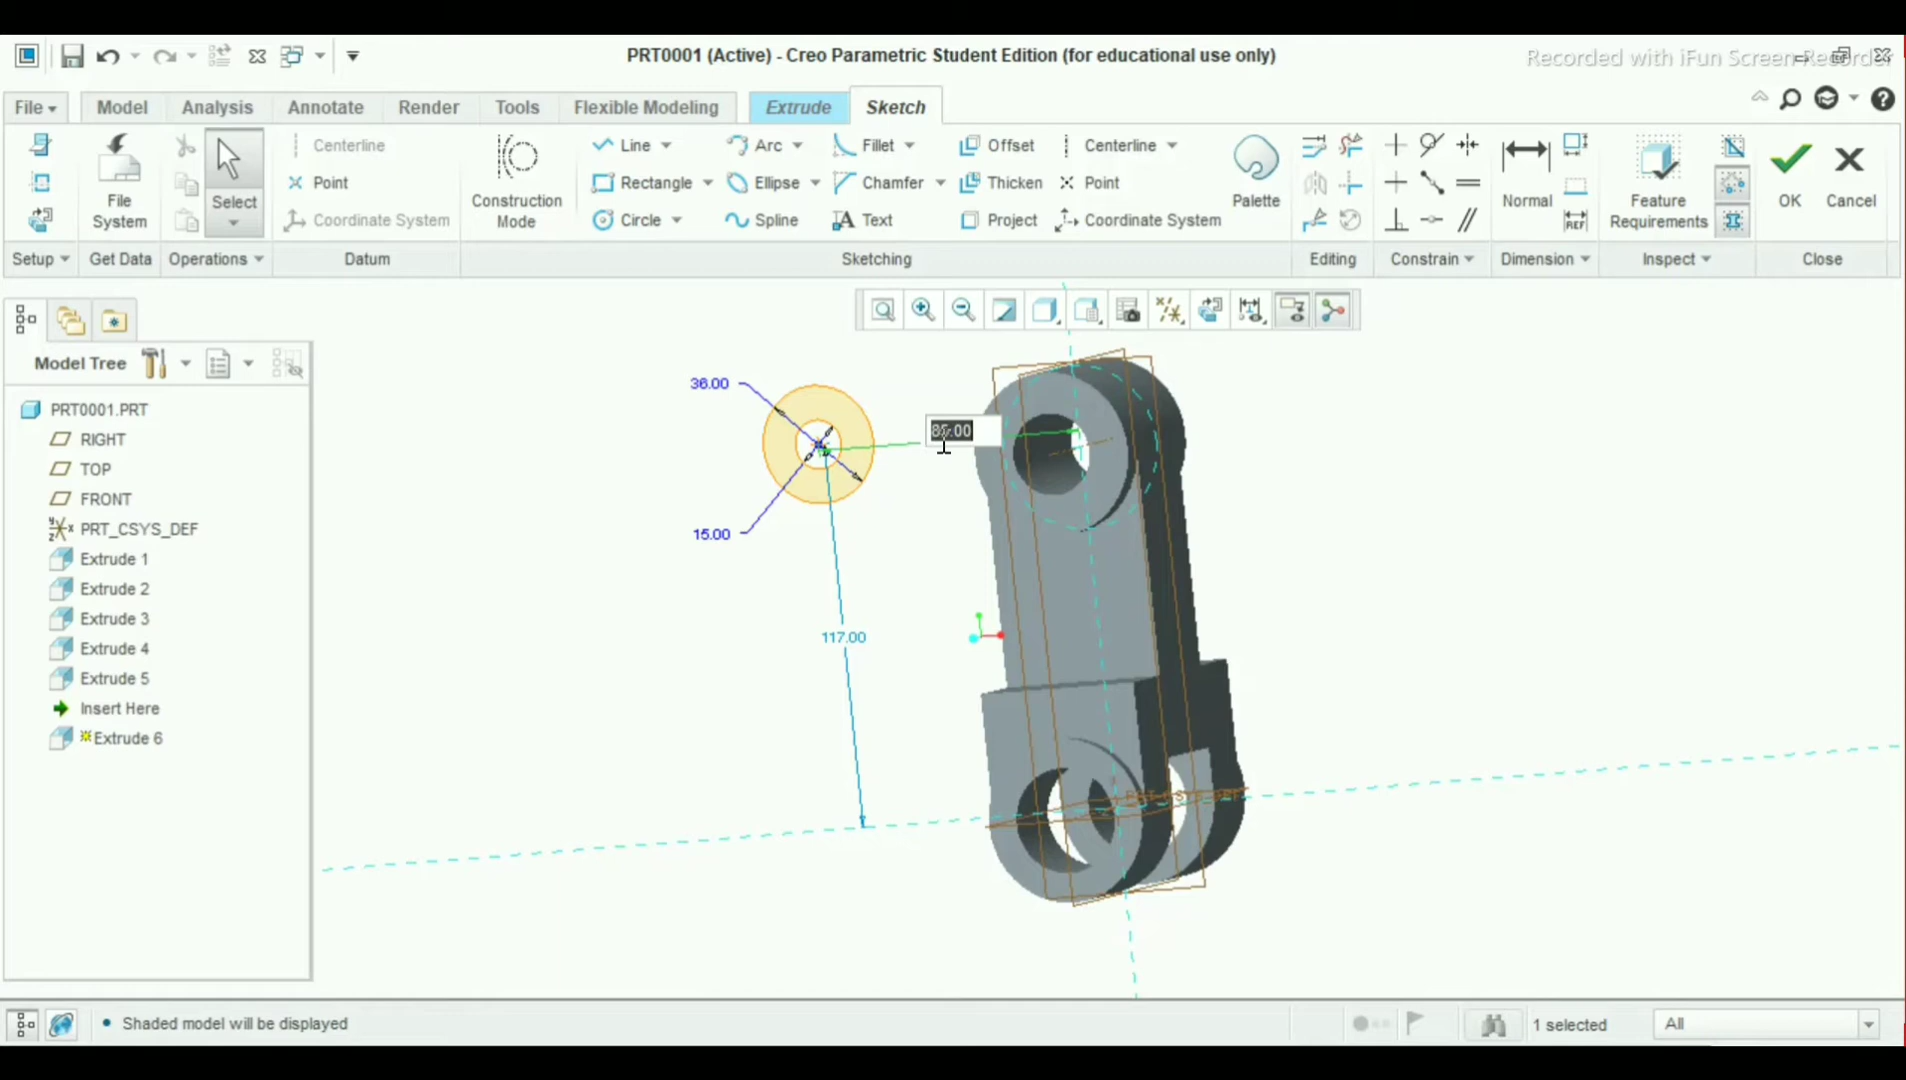 PRT0001 (Active) - Creo Parametric Student Edition (for educational use only)
Recorded with iFun Screen Recorder
File Model Analysis Annotate Render Tools Flexible Modeling Extrude Sketch
Centerline Line Arc Fillet Offset Centerline
Point Rectangle Ellipse Chamfer Thicken Point
Coordinate System Circle Spline Text Project Coordinate System
File System
Select
Construction Mode
Palette
Normal
REF
Feature Requirements
OK
Cancel
Setup Get Data Operations Datum Sketching Editing Constrain Dimension Inspect Close
Model Tree
PRT0001.PRT
RIGHT
TOP
FRONT
PRT_CSYS_DEF
Extrude 1
Extrude 2
Extrude 3
Extrude 4
Extrude 5
Insert Here
Extrude 6
36.00
15.00
117.00
PRT_CSYS_DEF
Shaded model will be displayed
1 selected
All